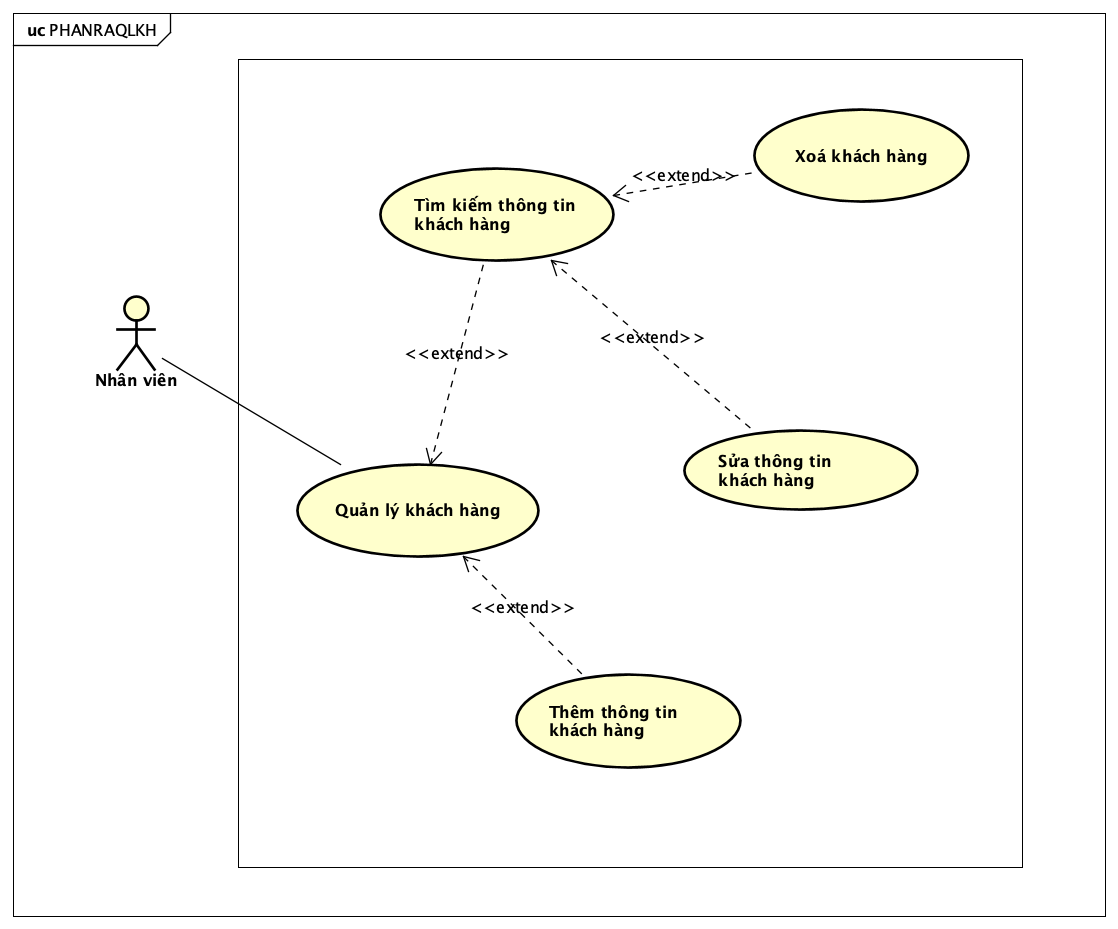 uc PHANRAQLKH
Xoá khách hàng
<<extend>>
Tìm kiếm thông tin
khách hàng
<<extend>>
<<extend>>
Nhân viên
Sửa thông tin
khách hàng
Quản lý khách hàng
<<extend>>
Thêm thông tin
khách hàng